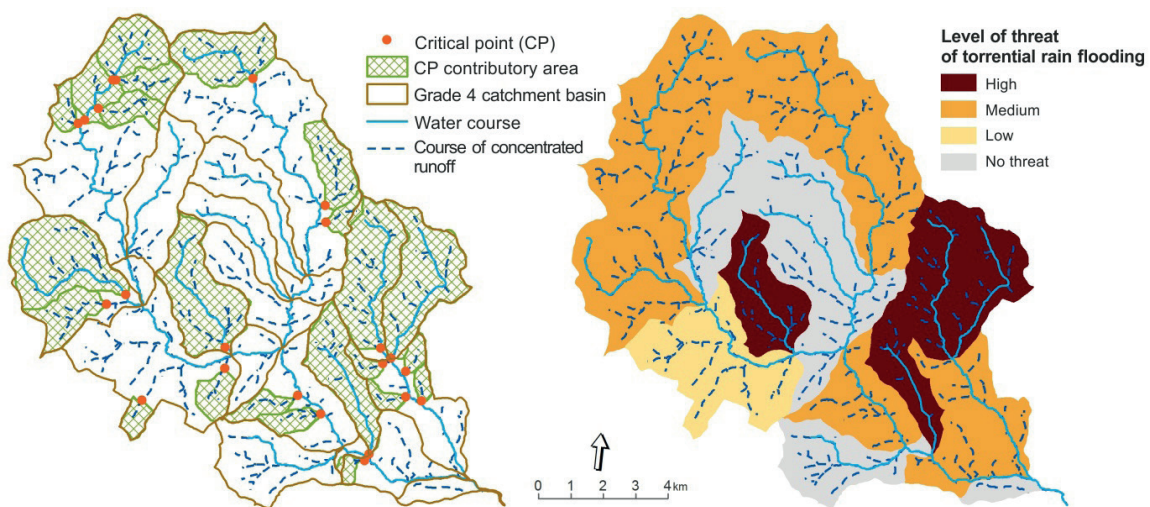 Critical point (CP)
CP contributory area
Grade 4 catchment basin
Water course
Course of concentrated
runoff
Level of threat
of torrential rain flooding
High
Medium
Low
No threat
0 1 2 3 4 km